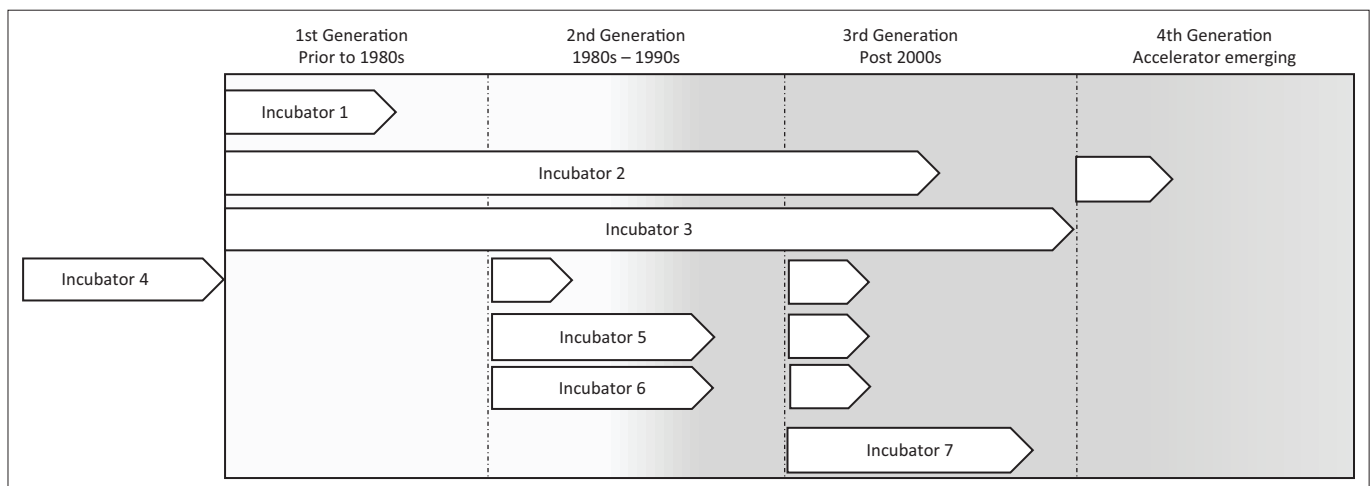 1st Generation
Prior to 1980s
2nd Generation
1980s – 1990s
3rd Generation
Post 2000s
4th Generation
Accelerator emerging
Incubator 1
Incubator 2
Incubator 3
Incubator 4
Incubator 5
Incubator 6
Incubator 7